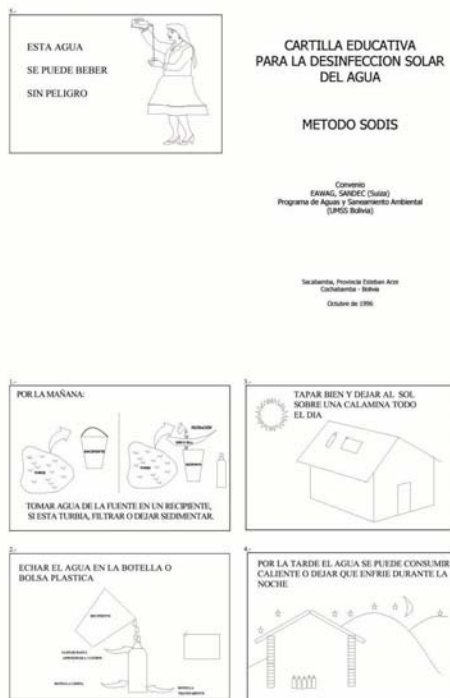 5.-
ESTA AGUA
SE PUEDE BEBER
SIN PELIGRO
CARTILLA EDUCATIVA
PARA LA DESINFECCION SOLAR
DEL AGUA
METODO SODIS
Convenio
EAWAG, SANDEC (Suiza)
Programa de Aguas y Saneamiento Ambiental
(UMSS Bolivia)
Sacabamba, Provincia Esteban Arze
Cochabamba - Bolivia
Octubre de 1996
1.-
POR LA MAÑANA:
RECIPIENTE
TOMAR AGUA DE LA FUENTE EN UN RECIPIENTE,
SI ESTA TURBIA, FILTRAR O DEJAR SEDIMENTAR.
3.-
TAPAR BIEN Y DEJAR AL SOL
SOBRE UNA CALAMINA TODO
EL DIA
2.-
ECHAR EL AGUA EN LA BOTELLA O
BOLSA PLASTICA
RECIPIENTE
BOTELLA
TRANSPARENTE
4.-
POR LA TARDE EL AGUA SE PUEDE CONSUMIR
CALIENTE O DEJAR QUE ENFRIE DURANTE LA
NOCHE